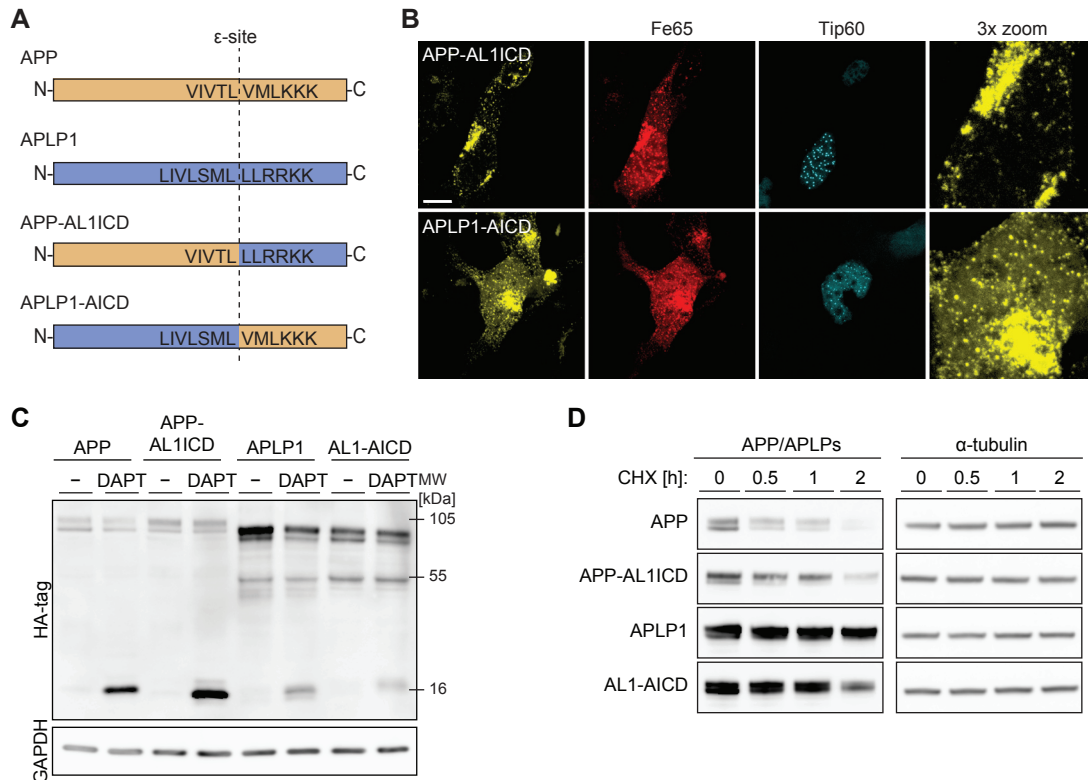 A
ε-site
APP
N- VIVTL VMLKKK -C
APLP1
N- LIVLSML LLRRKK -C
APP-AL1ICD
N- VIVTL LLRRKK -C
APLP1-AICD
N- LIVLSML VMLKKK -C
B
Fe65 Tip60 3x zoom
APP-AL1ICD
APLP1-AICD
C
APP APP-AL1ICD APLP1 AL1-AICD
– DAPT – DAPT – DAPT – DAPT MW [kDa]
105
55
16
HA-tag
GAPDH
D
APP/APLPs α-tubulin
CHX [h]: 0 0.5 1 2 0 0.5 1 2
APP
APP-AL1ICD
APLP1
AL1-AICD